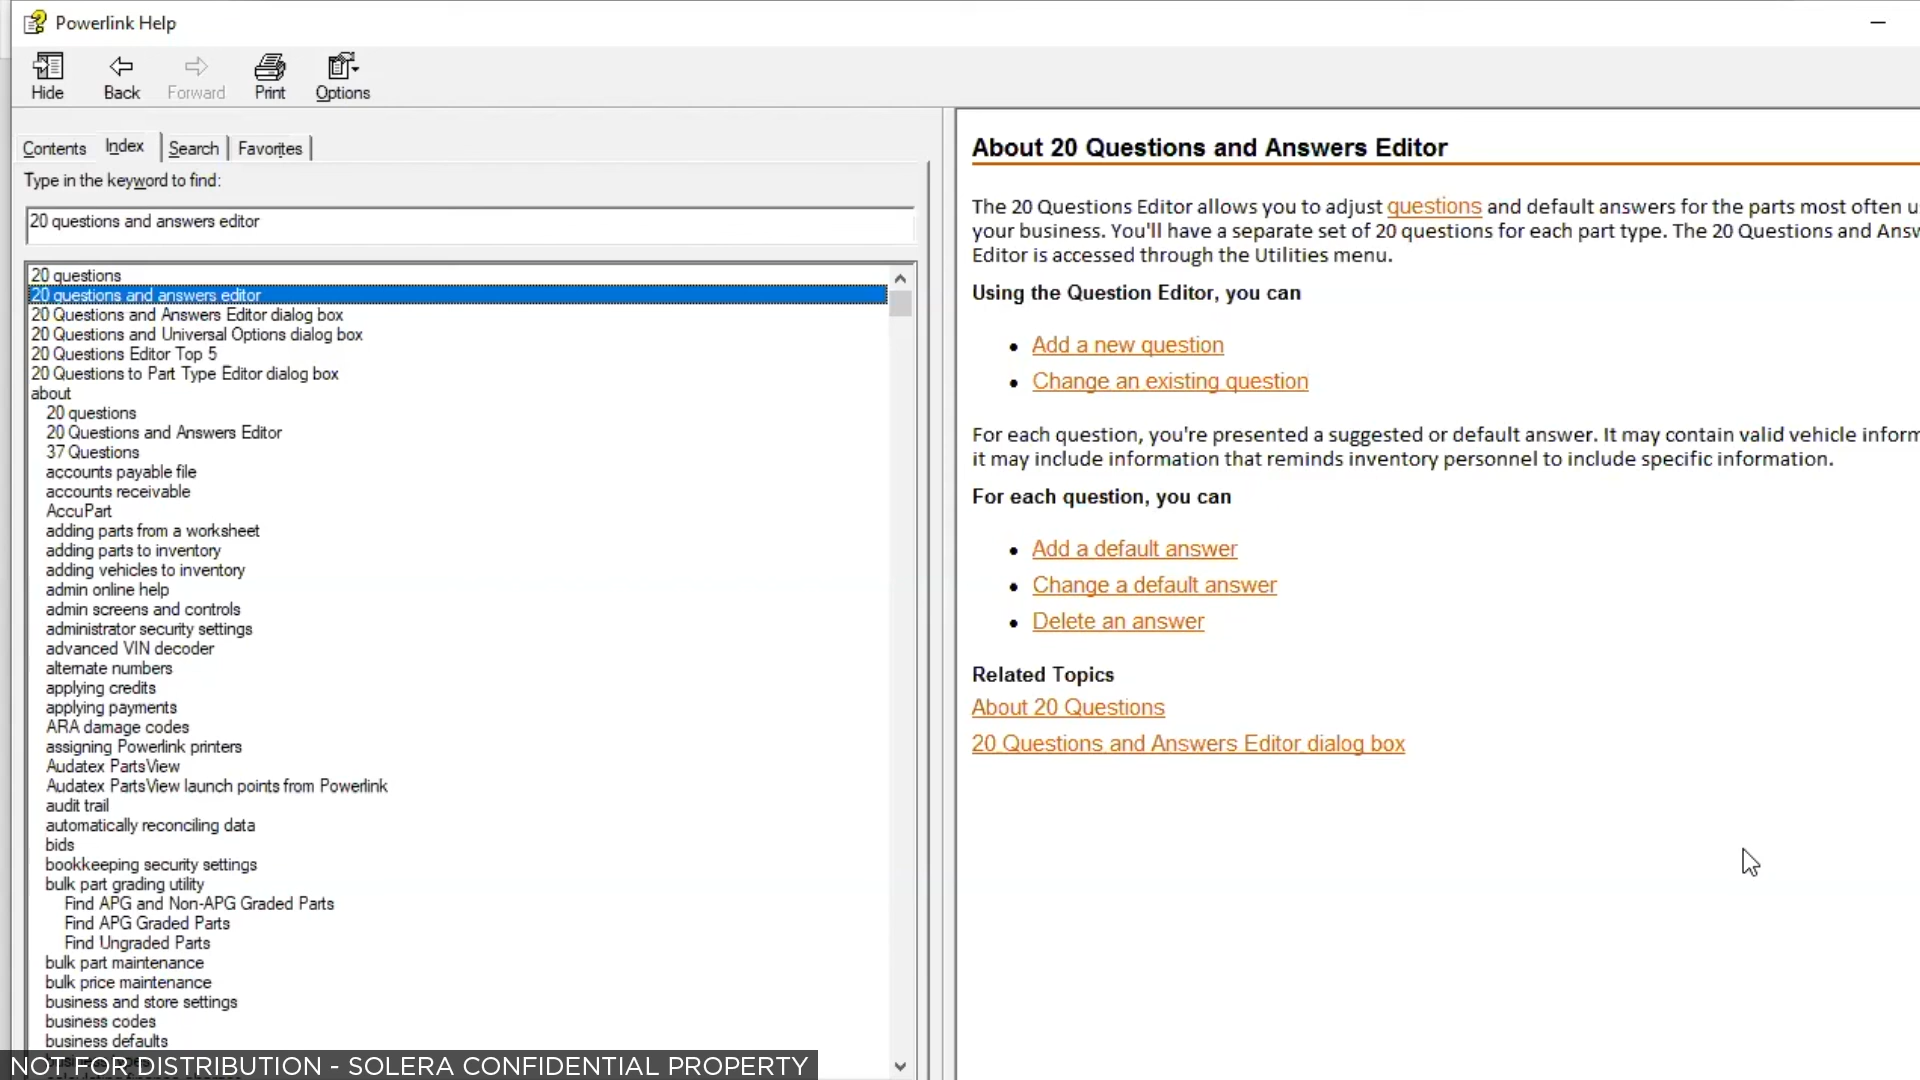 Powerlink Help
Hide Back Forward Print Options
Contents Index Search Favorites
Type in the keyword to find:
20 questions and answers editor
20 questions
20 questions and answers editor
20 Questions and Answers Editor dialog box
20 Questions and Universal Options dialog box
20 Questions Editor Top 5
20 Questions to Part Type Editor dialog box
about
20 questions
20 Questions and Answers Editor
37 Questions
accounts payable file
accounts receivable
AccuPart
adding parts from a worksheet
adding parts to inventory
adding vehicles to inventory
admin online help
admin screens and controls
administrator security settings
advanced VIN decoder
alternate numbers
applying credits
applying payments
ARA damage codes
assigning Powerlink printers
Audatex PartsView
Audatex PartsView launch points from Powerlink
audit trail
automatically reconciling data
bids
bookkeeping security settings
bulk part grading utility
Find APG and Non-APG Graded Parts
Find APG Graded Parts
Find Ungraded Parts
bulk part maintenance
bulk price maintenance
business and store settings
business codes
business defaults
NOT FOR DISTRIBUTION - SOLERA CONFIDENTIAL PROPERTY
About 20 Questions and Answers Editor
The 20 Questions Editor allows you to adjust questions and default answers for the parts most often u
your business. You'll have a separate set of 20 questions for each part type. The 20 Questions and Answ
Editor is accessed through the Utilities menu.
Using the Question Editor, you can
• Add a new question
• Change an existing question
For each question, you're presented a suggested or default answer. It may contain valid vehicle inform
it may include information that reminds inventory personnel to include specific information.
For each question, you can
• Add a default answer
• Change a default answer
• Delete an answer
Related Topics
About 20 Questions
20 Questions and Answers Editor dialog box